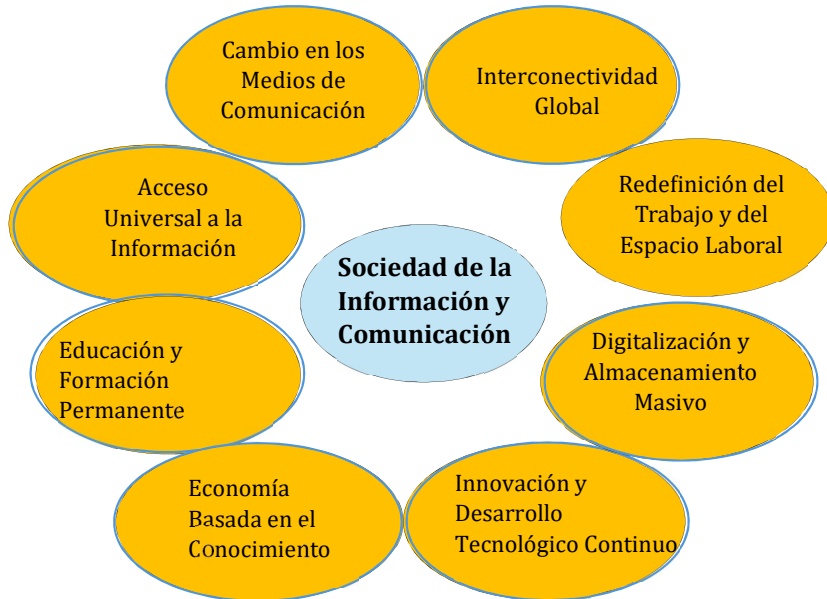 Cambio en los
Medios de
Comunicación
Interconectividad
Global
Acceso
Universal a la
Información
Redefinición del
Trabajo y del
Espacio Laboral
Sociedad de la
Información y
Comunicación
Educación y
Formación
Permanente
Digitalización y
Almacenamiento
Masivo
Economía
Basada en el
Conocimiento
Innovación y
Desarrollo
Tecnológico Continuo